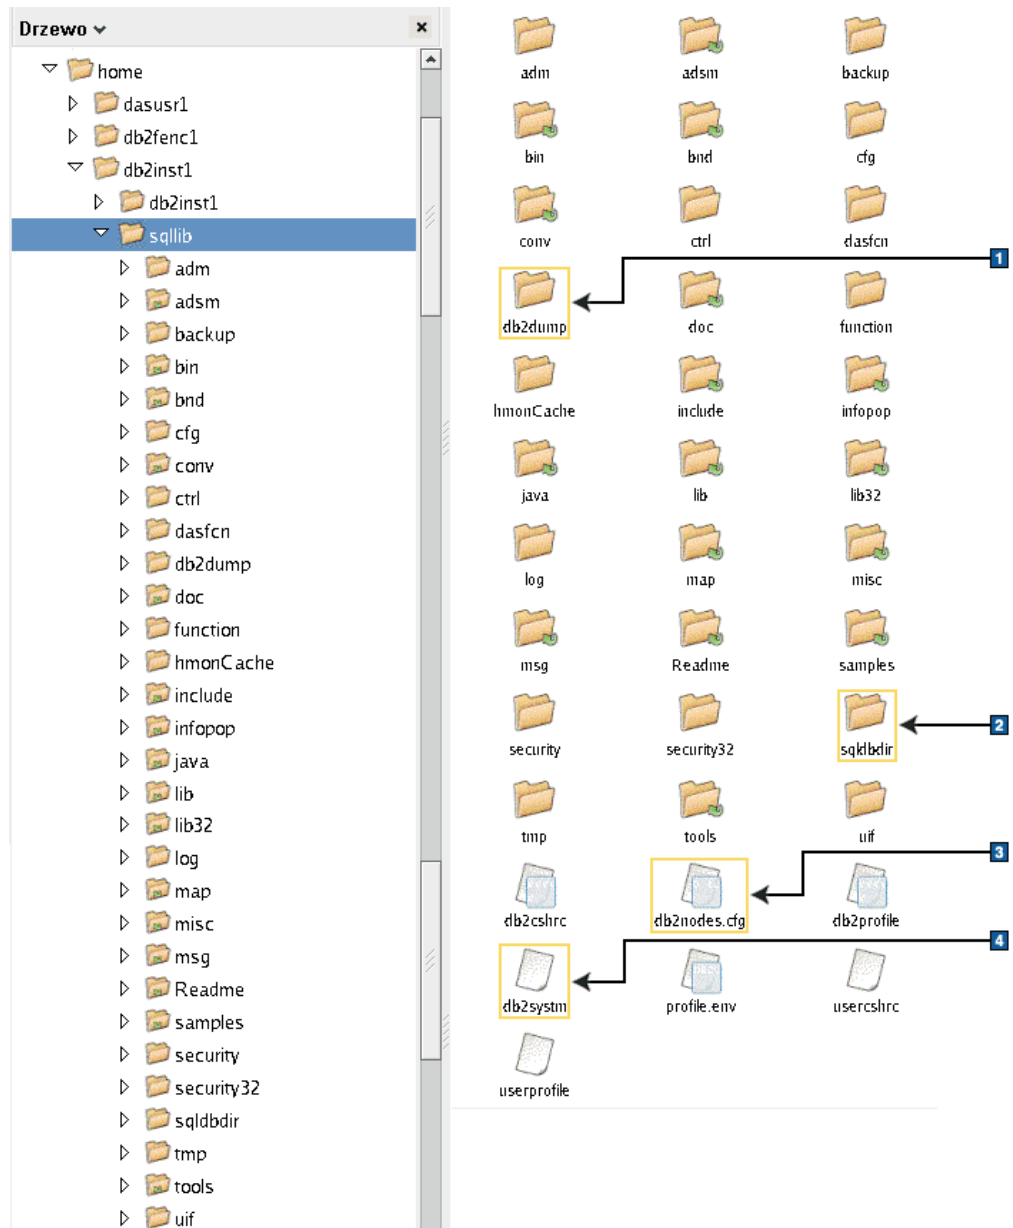 Drzewo
home
dasusr1
db2fenc1
db2inst1
db2inst1
sqllib
adm
adsm
backup
bin
bnd
cfg
conv
ctrl
dasfcn
db2dump
doc
function
hmonCache
include
infopop
java
lib
lib32
log
map
misc
msg
Readme
samples
security
security32
sqldbdir
tmp
tools
uif
adm adsm backup
bin bnd cfg
conv ctrl dasfcn
1
db2dump doc function
hmonCache include infopop
java lib lib32
log map misc
msg Readme samples
2
security security32 sqldbdir
tmp tools uif
3
db2cshrc db2nodes.cfg db2profile
4
db2systm profile.env usercshrc
userprofile